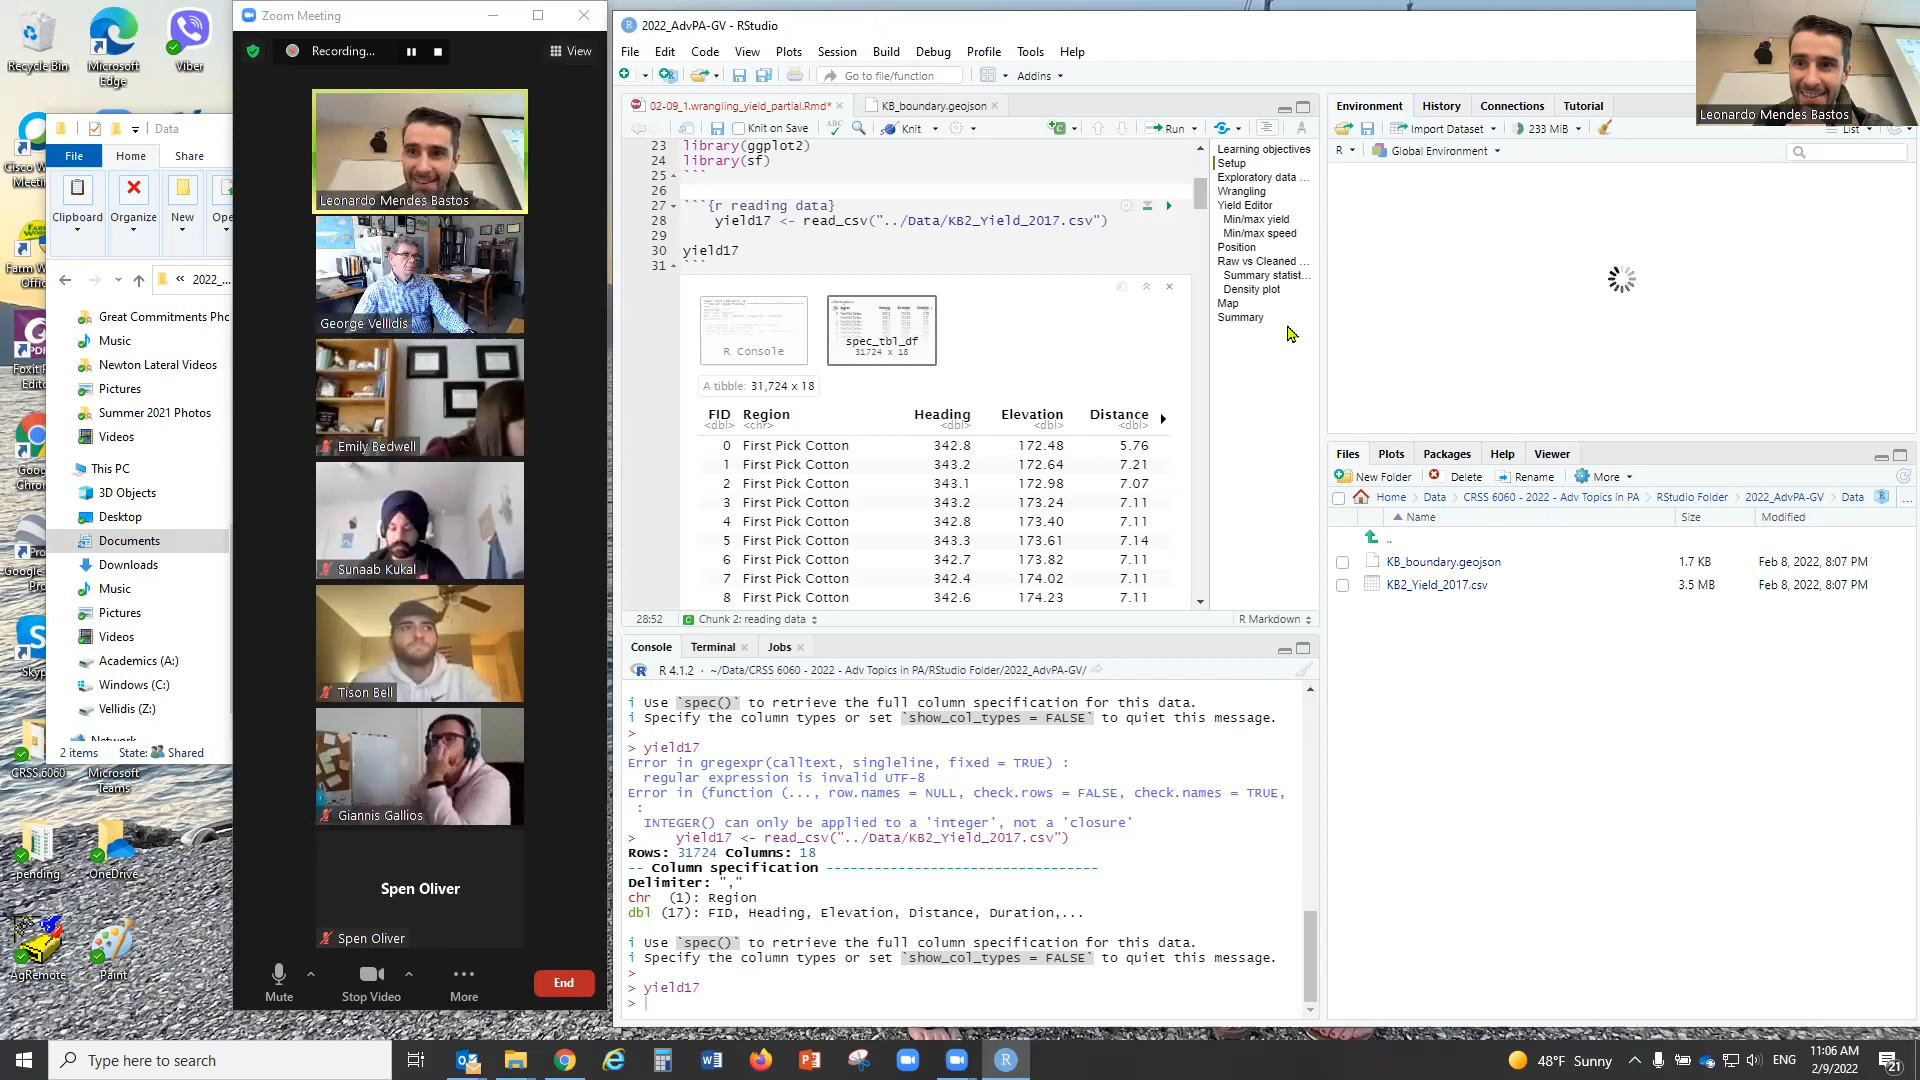 Recycle Bin
Microsoft
Edge
Viber
Data
File
Home
Share
Clipboard
Organize
New
2022_...
Great Commitments Phc
Music
Newton Lateral Videos
Pictures
Summer 2021 Photos
Videos
This PC
3D Objects
Desktop
Documents
Downloads
Music
Pictures
Videos
Academics (A:)
Windows (C:)
Vellidis (Z:)
2 items State: Shared
CRSS 6060
Microsoft
Teams
pending
OneDrive
AgRemote
Paint
Zoom Meeting
Recording...
View
Leonardo Mendes Bastos
George Vellidis
Emily Bedwell
Sunaab Kukal
Tison Bell
Giannis Gallios
Spen Oliver
Spen Oliver
Mute
Stop Video
More
End
2022_AdvPA-GV - RStudio
File Edit Code View Plots Session Build Debug Profile Tools Help
Go to file/function
Addins
02-09_1.wrangling_yield_partial.Rmd*
KB_boundary.geojson
Knit on Save
ABC
Knit
Run
23 library(ggplot2)
24 library(sf)
25 ```
26
27 ```{r reading data}
28 yield17 <- read_csv("../Data/KB2_Yield_2017.csv")
29
30 yield17
31 ```
R Console
spec_tbl_df
31724 x 18
A tibble: 31,724 x 18
FID Region Heading Elevation Distance
<dbl> <chr> <dbl> <dbl> <dbl>
0 First Pick Cotton 342.8 172.48 5.76
1 First Pick Cotton 343.2 172.64 7.21
2 First Pick Cotton 343.1 172.98 7.07
3 First Pick Cotton 343.2 173.24 7.11
4 First Pick Cotton 342.8 173.40 7.11
5 First Pick Cotton 343.3 173.61 7.14
6 First Pick Cotton 342.7 173.82 7.11
7 First Pick Cotton 342.4 174.02 7.11
8 First Pick Cotton 342.6 174.23 7.11
Learning objectives
Setup
Exploratory data ...
Wrangling
Yield Editor
Min/max yield
Min/max speed
Position
Raw vs Cleaned ...
Summary statist...
Density plot
Map
Summary
28:52 Chunk 2: reading data
R Markdown
Console Terminal Jobs
R 4.1.2 · ~/Data/CRSS 6060 - 2022 - Adv Topics in PA/RStudio Folder/2022_AdvPA-GV/
i Use `spec()` to retrieve the full column specification for this data.
i Specify the column types or set `show_col_types = FALSE` to quiet this message.
>
> yield17
Error in gregexpr(calltext, singleline, fixed = TRUE) :
regular expression is invalid UTF-8
Error in (function (..., row.names = NULL, check.rows = FALSE, check.names = TRUE,
:
INTEGER() can only be applied to a 'integer', not a 'closure'
> yield17 <- read_csv("../Data/KB2_Yield_2017.csv")
Rows: 31724 Columns: 18
-- Column specification ----------------------------------
Delimiter: ","
chr (1): Region
dbl (17): FID, Heading, Elevation, Distance, Duration,...
i Use `spec()` to retrieve the full column specification for this data.
i Specify the column types or set `show_col_types = FALSE` to quiet this message.
>
> yield17
>
Environment History Connections Tutorial
Import Dataset 233 MiB
List
R Global Environment
Leonardo Mendes Bastos
Files Plots Packages Help Viewer
New Folder Delete Rename More
Home Data CRSS 6060 - 2022 - Adv Topics in PA RStudio Folder 2022_AdvPA-GV Data ...
Name Size Modified
..
KB_boundary.geojson 1.7 KB Feb 8, 2022, 8:07 PM
KB2_Yield_2017.csv 3.5 MB Feb 8, 2022, 8:07 PM
Type here to search
48°F Sunny
ENG
11:06 AM
2/9/2022
21